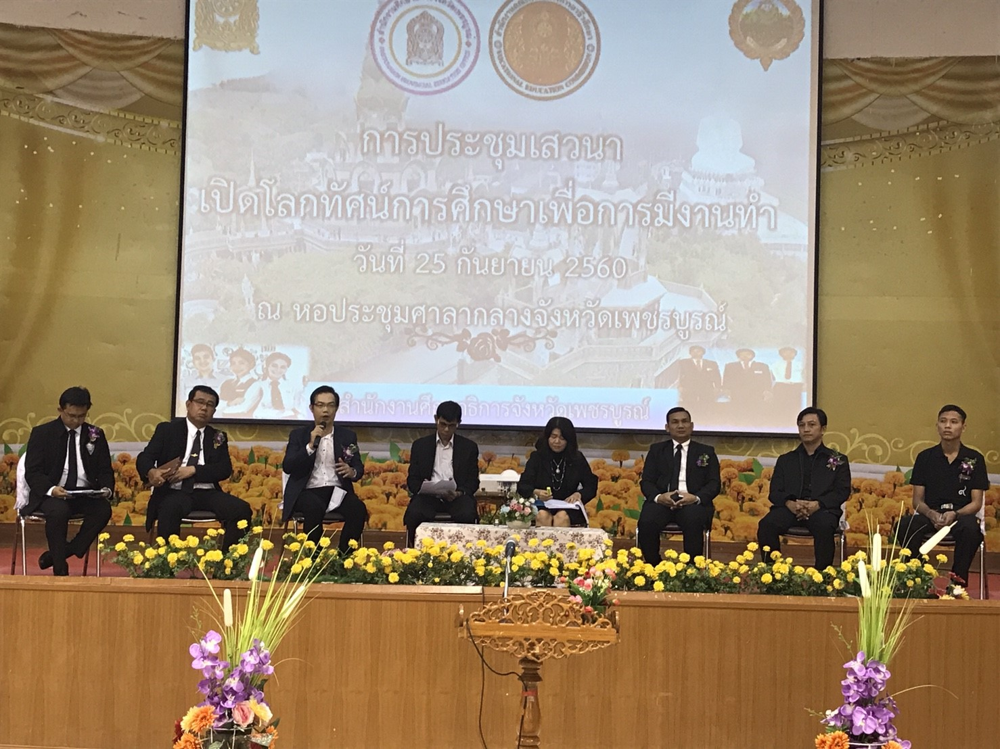 REGIONAL EDUCATION COMMISSION
การประชุมเสวนา
เปิดโลกทัศน์การศึกษาเพื่อการมีงานทำ
วันที่ 25 กันยายน 2560
ณ หอประชุมศาลากลางจังหวัดเพชรบูรณ์
สำนักงานศึกษาธิการจังหวัดเพชรบูรณ์